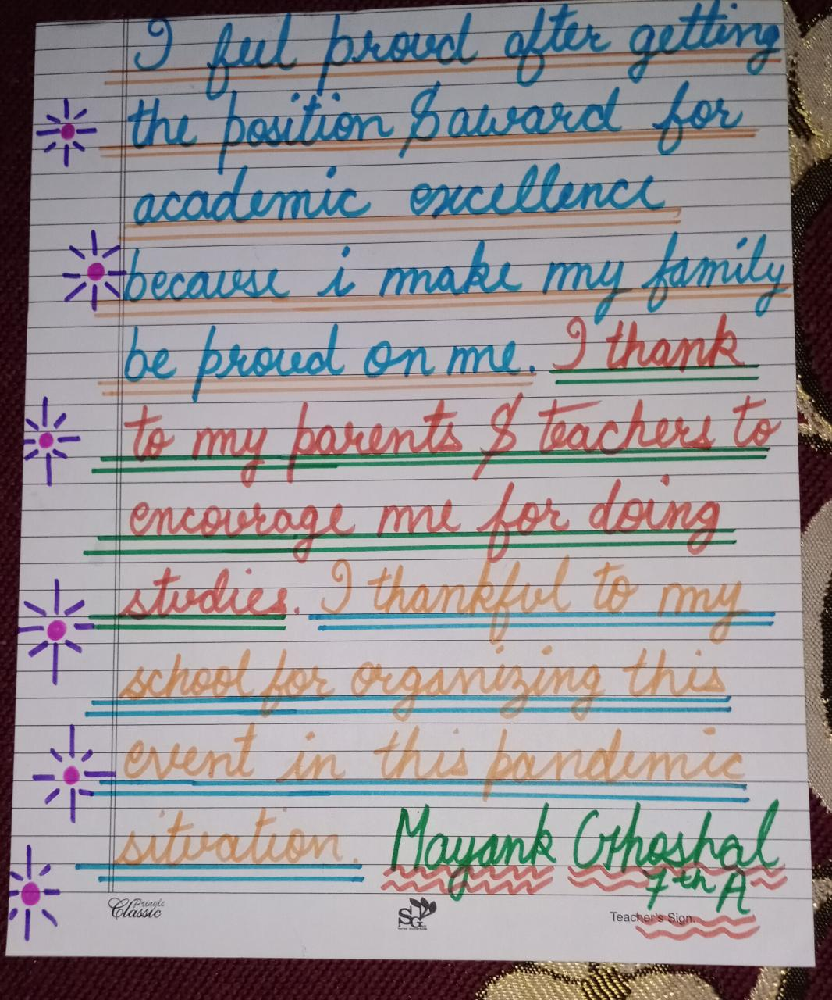 I feel proud after getting
the position & award for
academic excellence
because i make my family
be proud on me. I thank
to my parents & teachers to
encourage me for doing
studies. I thankful to my
school for organizing this
event in this pandemic
situation. Mayank Ghoshal
7th A
Pringle
Classic
SG
Teacher's Sign.